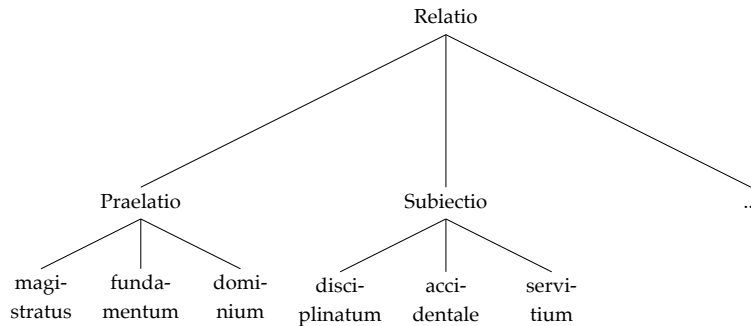 Relatio
Praelatio Subiectio ..
magi- funda- domi- disci- acci- servi-
stratus mentum nium plinatum dentale tium